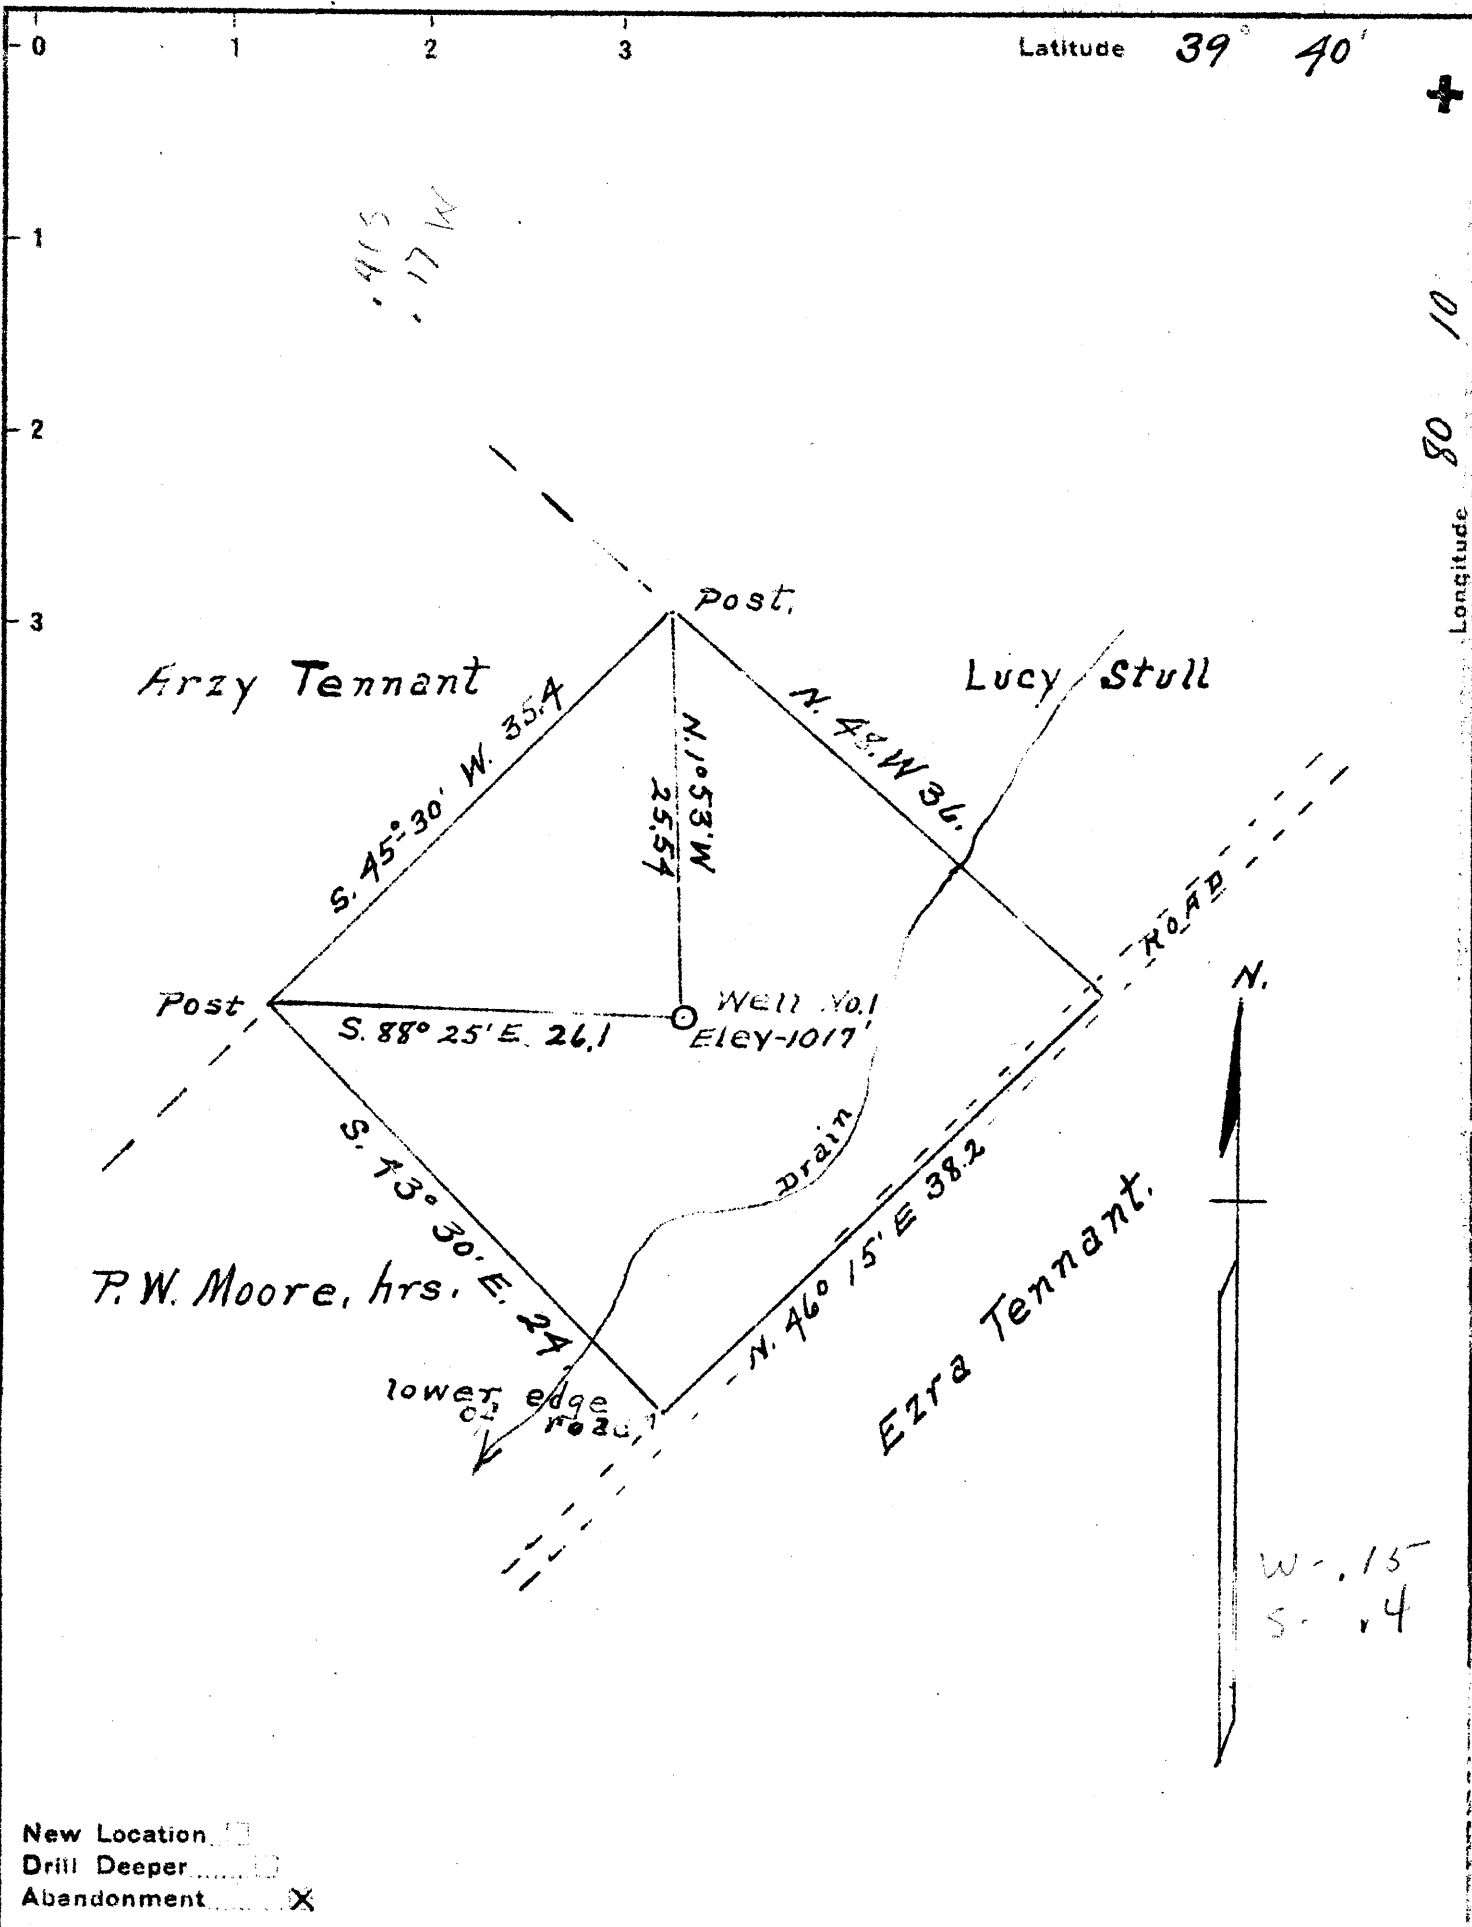 0 1 2 3 Latitude 39° 40'
+
1
.41 S
.17 W
2
3
Longitude 80 10
Post.
Arzy Tennant
Lucy Stull
S. 45°-30' W. 35.4
N. 48. W 36.
N. 1° 53' W
25.54
ROAD
N.
Post
Well No. 1
Elev-1017'
S. 88° 25' E. 26.1
Drain
S. 43° 30' E. 24.
N. 46° 15' E 38.2
P.W. Moore, hrs.
Ezra Tennant.
lower edge
of road
W - .15
S - .4
New Location
Drill Deeper
Abandonment X